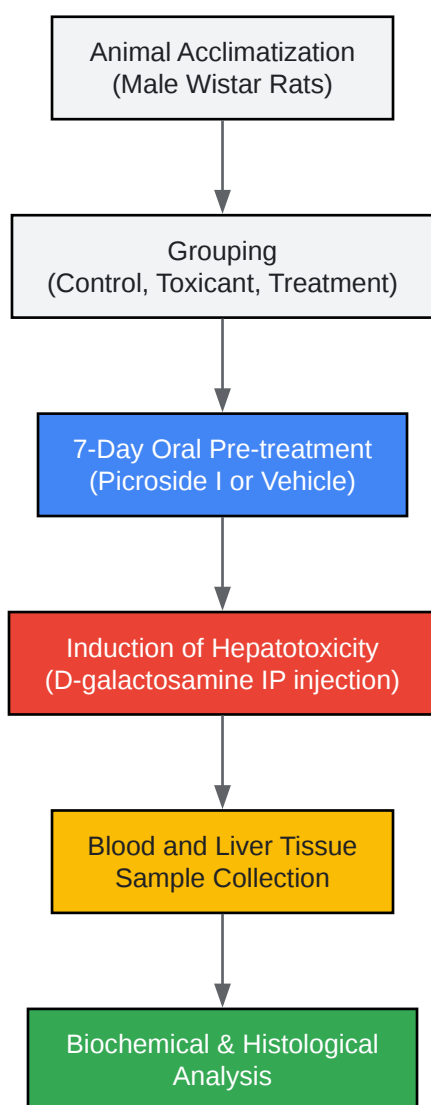 Animal Acclimatization
(Male Wistar Rats)
Grouping
(Control, Toxicant, Treatment)
7-Day Oral Pre-treatment
(Picroside I or Vehicle)
Induction of Hepatotoxicity
(D-galactosamine IP injection)
Blood and Liver Tissue
Sample Collection
Biochemical & Histological
Analysis